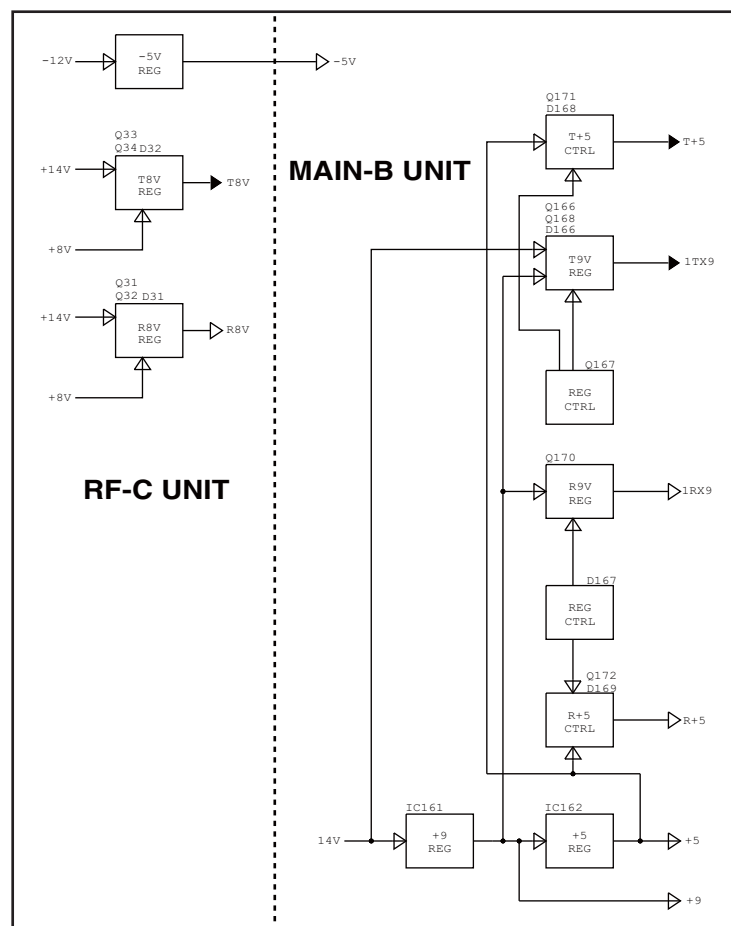 -12V
-5V
REG
-5V
Q33
Q34 D32
+14V
T8V
REG
T8V
+8V
Q31
Q32 D31
+14V
R8V
REG
R8V
+8V
RF-C UNIT
MAIN-B UNIT
Q171
D168
T+5
CTRL
T+5
Q166
Q168
D166
T9V
REG
1TX9
Q167
REG
CTRL
Q170
R9V
REG
1RX9
D167
REG
CTRL
Q172
D169
R+5
CTRL
R+5
IC161
14V
+9
REG
IC162
+5
REG
+5
+9